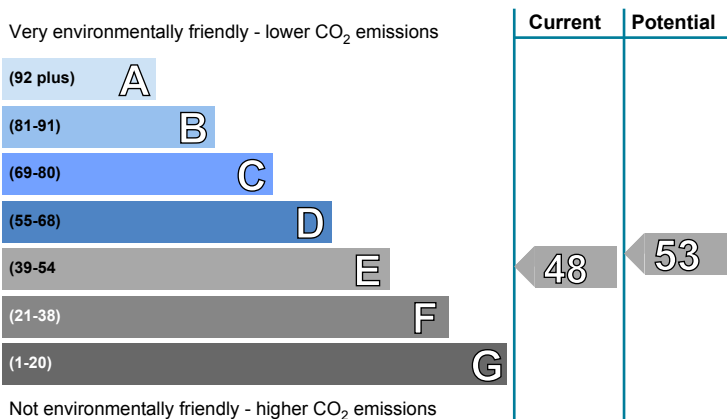 Very environmentally friendly - lower CO2 emissions
Current
Potential
(92 plus) A
(81-91) B
(69-80) C
(55-68) D
(39-54 E
48
53
(21-38) F
(1-20) G
Not environmentally friendly - higher CO2 emissions